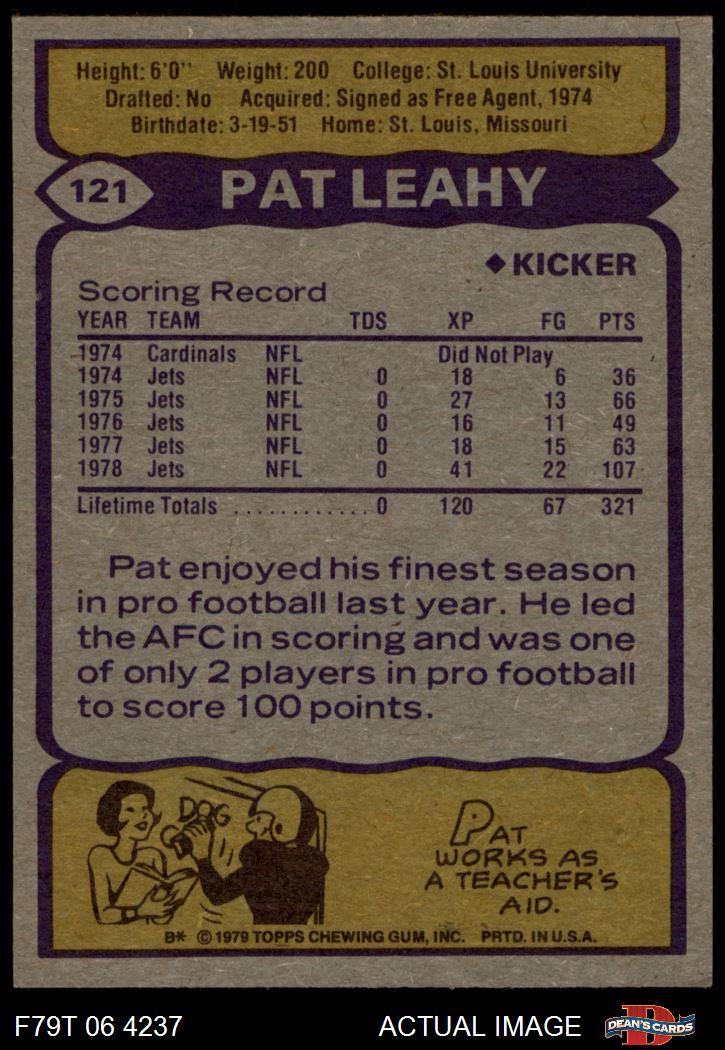 Height: 6'0" Weight: 200 College: St. Louis University
Drafted: No Acquired: Signed as Free Agent, 1974
Birthdate: 3-19-51 Home: St. Louis, Missouri
121 PAT LEAHY
◆ KICKER
Scoring Record
YEAR TEAM TDS XP FG PTS
1974 Cardinals NFL Did Not Play
1974 Jets NFL 0 18 6 36
1975 Jets NFL 0 27 13 66
1976 Jets NFL 0 16 11 49
1977 Jets NFL 0 18 15 63
1978 Jets NFL 0 41 22 107
Lifetime Totals ............ 0 120 67 321
Pat enjoyed his finest season
in pro football last year. He led
the AFC in scoring and was one
of only 2 players in pro football
to score 100 points.
DOG
PAT
WORKS AS
A TEACHER'S
AID.
B* © 1979 TOPPS CHEWING GUM, INC. PRTD. IN U.S.A.
F79T 06 4237 ACTUAL IMAGE DEAN'S CARDS